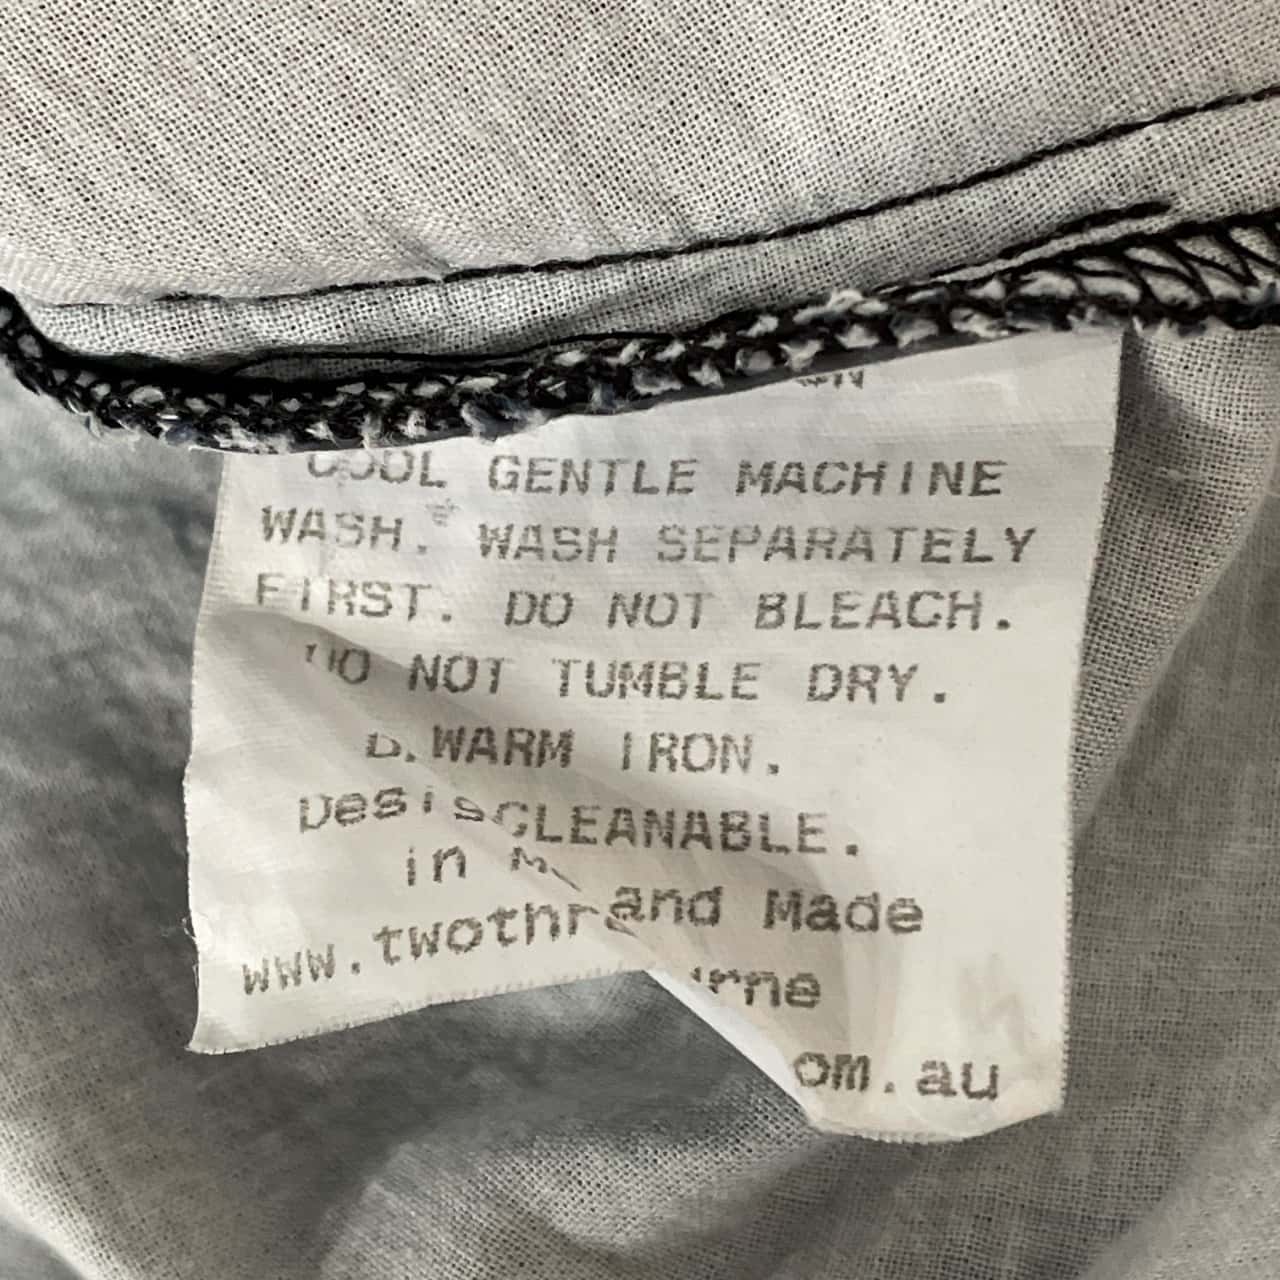 COOL GENTLE MACHINE
WASH. WASH SEPARATELY
FIRST. DO NOT BLEACH.
DO NOT TUMBLE DRY.
WARM IRON.
CLEANABLE.
and Made
in
www.twothr
om.au